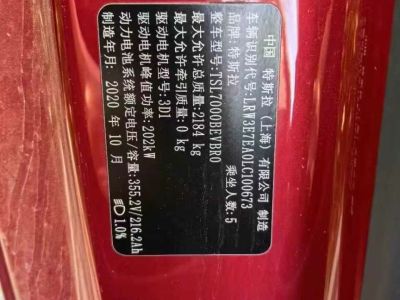 中国 特斯拉(上海)有限公司 制造
车辆识别代号:LRW3E7EA0LC100673
品牌:特斯拉 乘坐人数:5
整车型号:TSL7000BEVBR0
最大允许总质量:2184 kg
最大允许牵引质量:0 kg
驱动电机型号:3D1
驱动电机峰值功率:202kW
动力电池系统额定电压/容量:355.2V/216.2Ah
制造年月:2020 年 10 月 1.0%